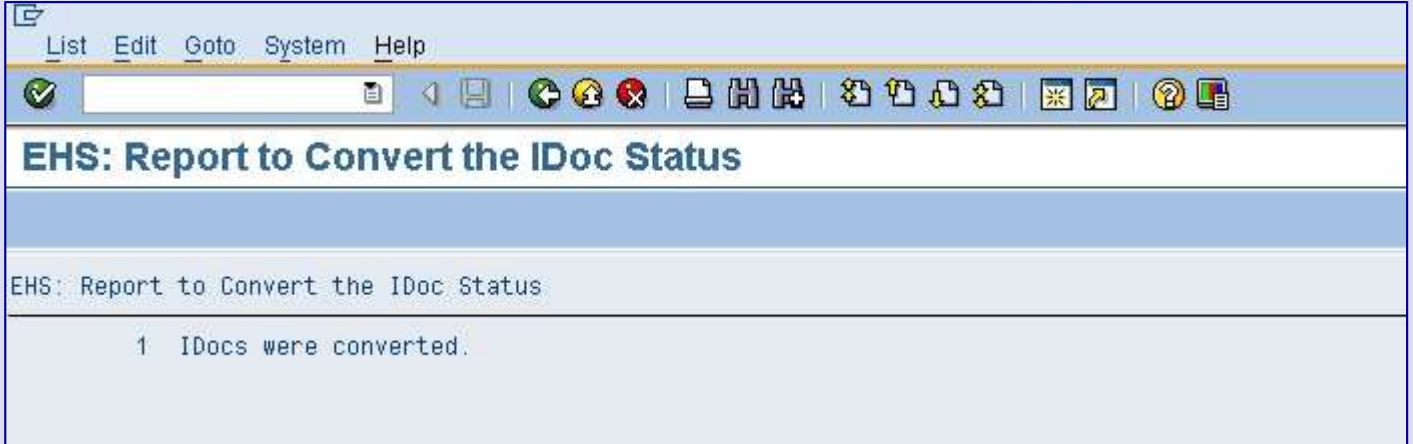 List Edit Goto System Help
EHS: Report to Convert the IDoc Status
EHS: Report to Convert the IDoc Status
1 IDocs were converted.